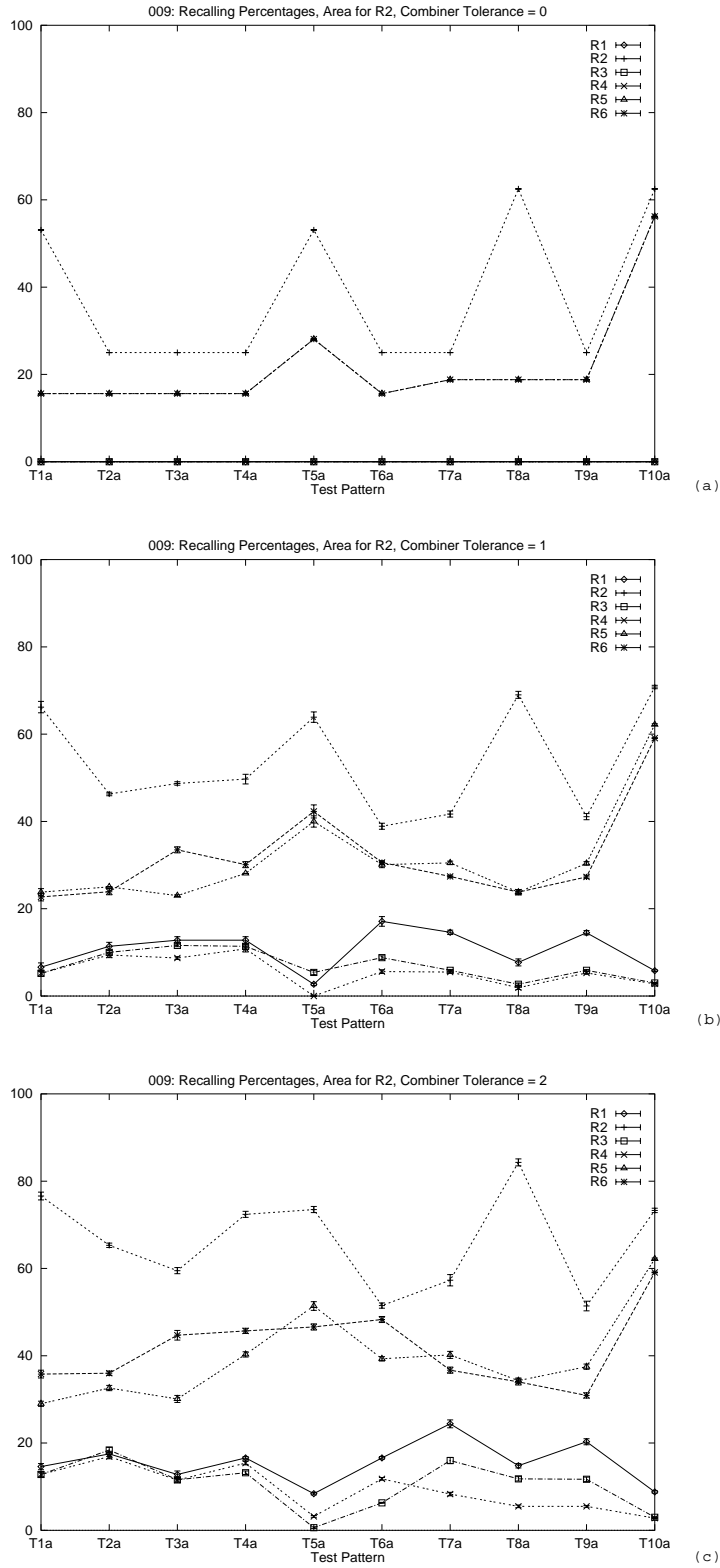 009: Recalling Percentages, Area for R2, Combiner Tolerance = 0
100
80
60
40
20
0
R1
R2
R3
R4
R5
R6
T1a T2a T3a T4a T5a T6a T7a T8a T9a T10a
Test Pattern
(a)
009: Recalling Percentages, Area for R2, Combiner Tolerance = 1
100
80
60
40
20
0
R1
R2
R3
R4
R5
R6
T1a T2a T3a T4a T5a T6a T7a T8a T9a T10a
Test Pattern
(b)
009: Recalling Percentages, Area for R2, Combiner Tolerance = 2
100
80
60
40
20
0
R1
R2
R3
R4
R5
R6
T1a T2a T3a T4a T5a T6a T7a T8a T9a T10a
Test Pattern
(c)